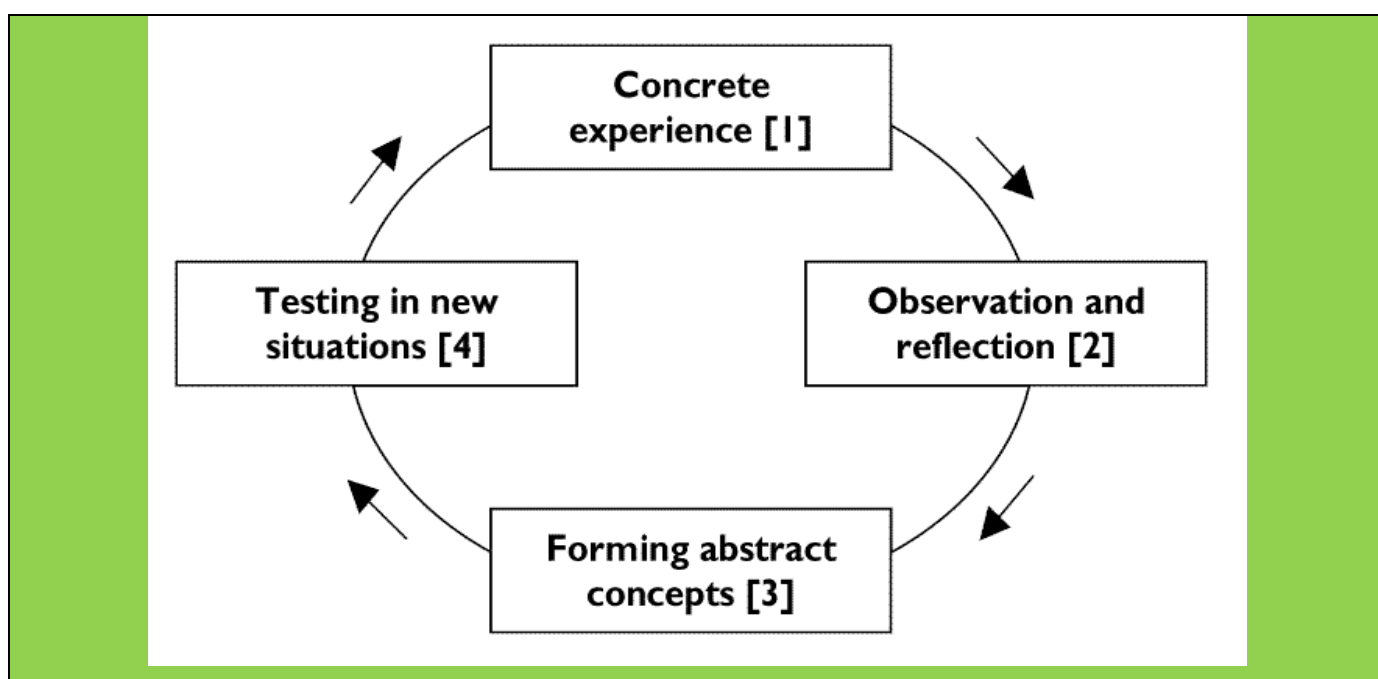 Concrete
experience [1]
Observation and
reflection [2]
Forming abstract
concepts [3]
Testing in new
situations [4]